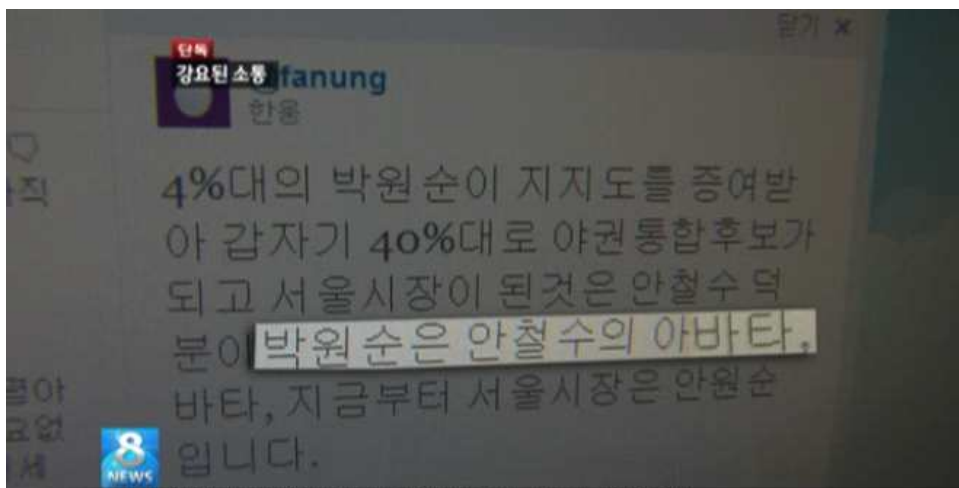 닫기 ×
단독
강요된 소통
fanung
한웅
4%대의 박원순이 지지도를 증여받
아 갑자기 40%대로 야권통합후보가
되고 서울시장이 된것은 안철수 덕
분이
박원순은 안철수의 아바타,
바타, 지금부터 서울시장은 안원순
입니다.
8
NEWS